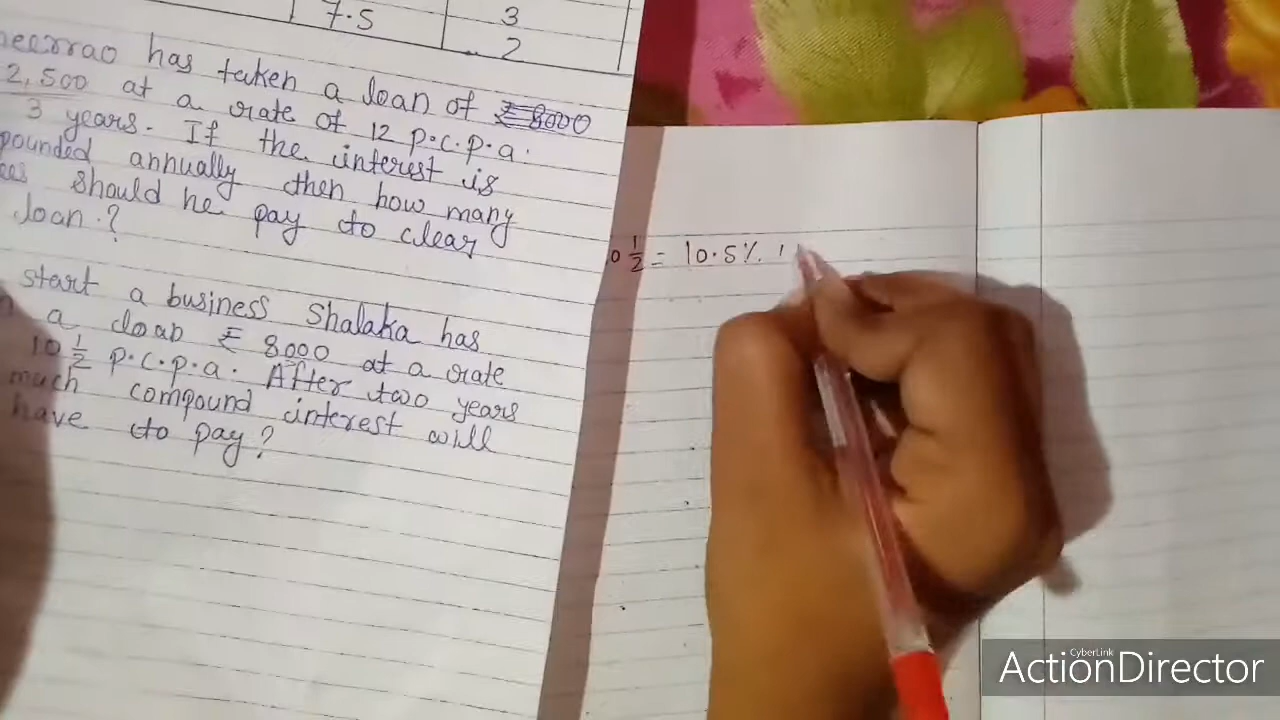 7.5 3
2
has taken a loan of ₹ 8000
2,500 at a rate of 12 p.c.p.a.
3 years. If the interest is
pounded annually then how many
should he pay to clear
loan.?
start a business Shalaka has
a loan ₹ 8000 at a rate
10 1/2 p.c.p.a. After two years
much compound interest will
have to pay?
0 1/2 = 10.5%
CyberLink
ActionDirector